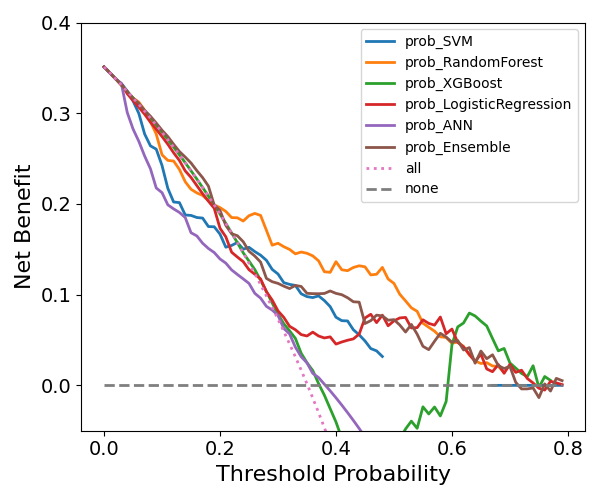 0.4
0.3
0.2
0.1
0.0
Net Benefit
prob_SVM
prob_RandomForest
prob_XGBoost
prob_LogisticRegression
prob_ANN
prob_Ensemble
all
none
0.0 0.2 0.4 0.6 0.8
Threshold Probability